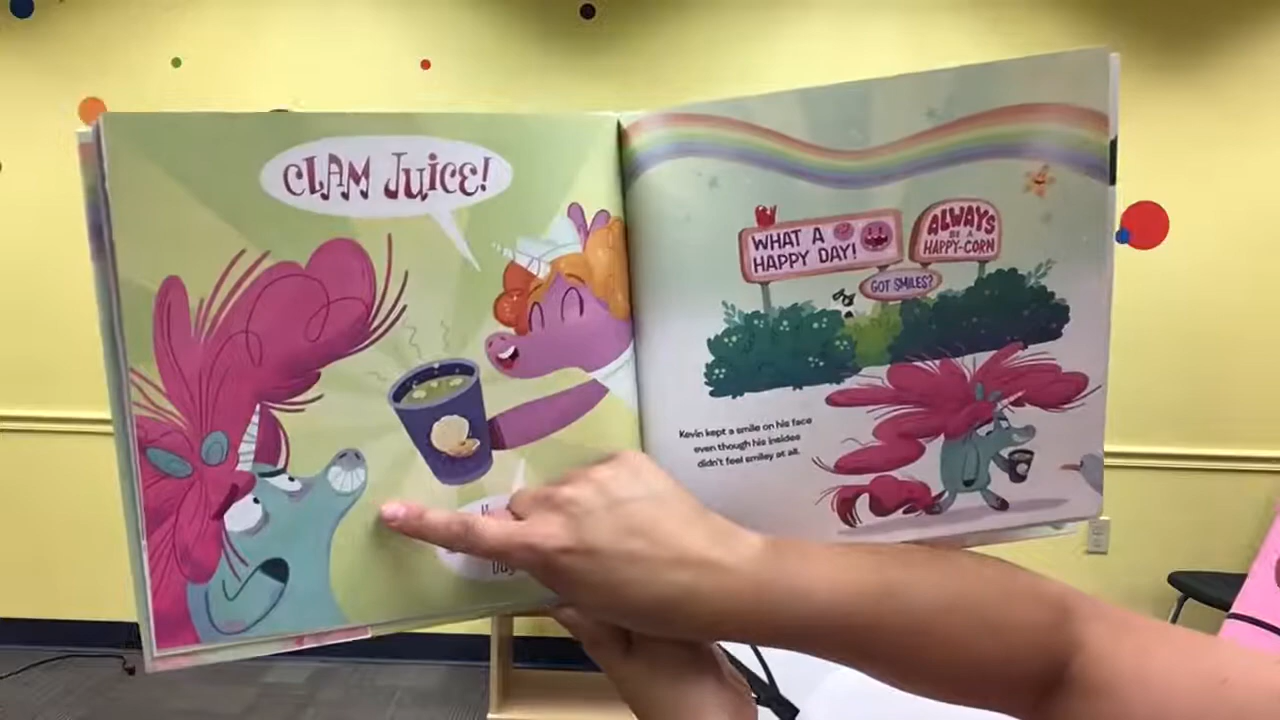 CLAM JUICE!
WHAT A
HAPPY DAY!
ALWAYS
BE A
HAPPY-CORN
GOT SMILES?
Kevin kept a smile on his face
even though his insides
didn't feel smiley at all.